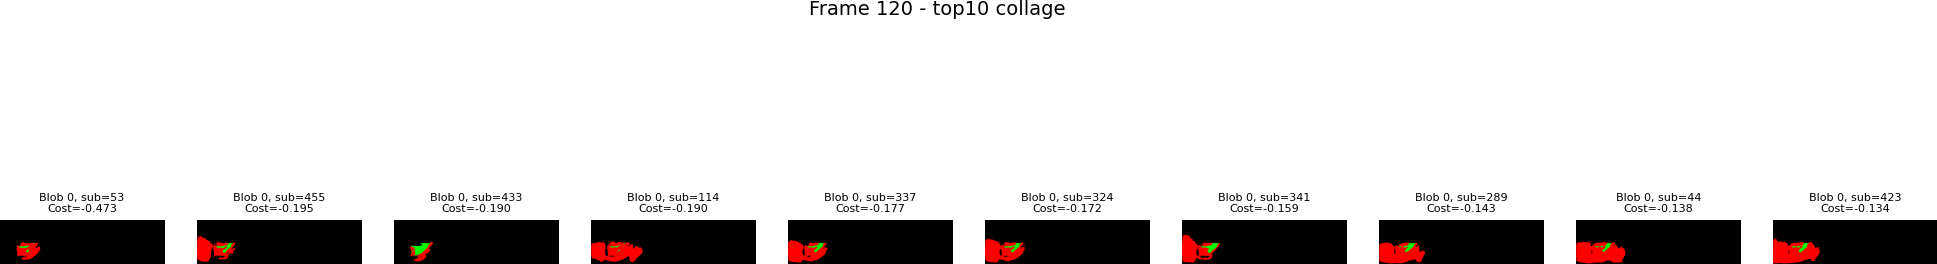 Frame 120 - top10 collage
Blob 0, sub=53
Cost=-0.473
Blob 0, sub=455
Cost=-0.195
Blob 0, sub=433
Cost=-0.190
Blob 0, sub=114
Cost=-0.190
Blob 0, sub=337
Cost=-0.177
Blob 0, sub=324
Cost=-0.172
Blob 0, sub=341
Cost=-0.159
Blob 0, sub=289
Cost=-0.143
Blob 0, sub=44
Cost=-0.138
Blob 0, sub=423
Cost=-0.134